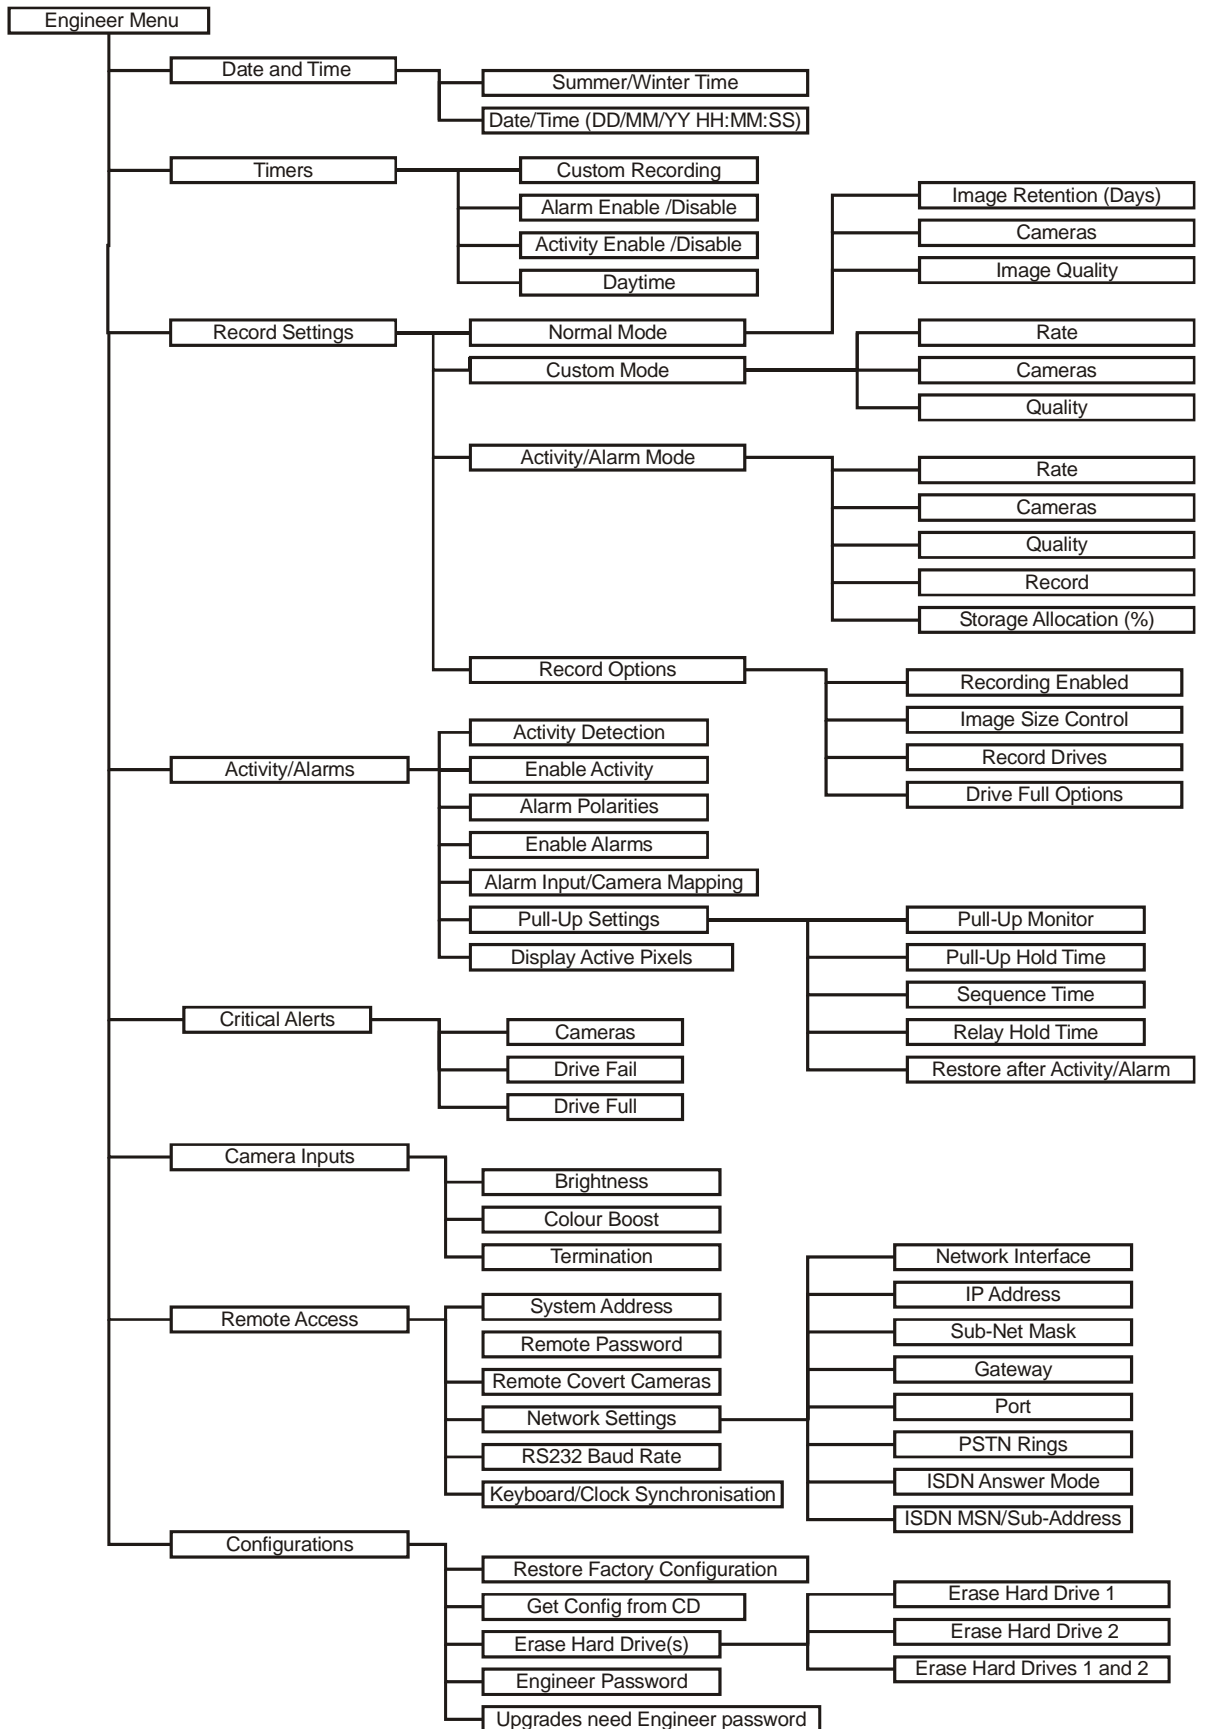 Engineer Menu
Date and Time
Summer/Winter Time
Date/Time (DD/MM/YY HH:MM:SS)
Timers
Custom Recording
Alarm Enable /Disable
Activity Enable /Disable
Daytime
Record Settings
Normal Mode
Image Retention (Days)
Cameras
Image Quality
Custom Mode
Rate
Cameras
Quality
Activity/Alarm Mode
Rate
Cameras
Quality
Record
Storage Allocation (%)
Record Options
Recording Enabled
Image Size Control
Record Drives
Drive Full Options
Activity/Alarms
Activity Detection
Enable Activity
Alarm Polarities
Enable Alarms
Alarm Input/Camera Mapping
Pull-Up Settings
Pull-Up Monitor
Pull-Up Hold Time
Sequence Time
Relay Hold Time
Restore after Activity/Alarm
Display Active Pixels
Critical Alerts
Cameras
Drive Fail
Drive Full
Camera Inputs
Brightness
Colour Boost
Termination
Remote Access
System Address
Remote Password
Remote Covert Cameras
Network Settings
Network Interface
IP Address
Sub-Net Mask
Gateway
Port
PSTN Rings
ISDN Answer Mode
ISDN MSN/Sub-Address
RS232 Baud Rate
Keyboard/Clock Synchronisation
Configurations
Restore Factory Configuration
Get Config from CD
Erase Hard Drive(s)
Erase Hard Drive 1
Erase Hard Drive 2
Erase Hard Drives 1 and 2
Engineer Password
Upgrades need Engineer password